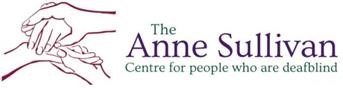 The
Anne Sullivan
Centre for people who are deafblind